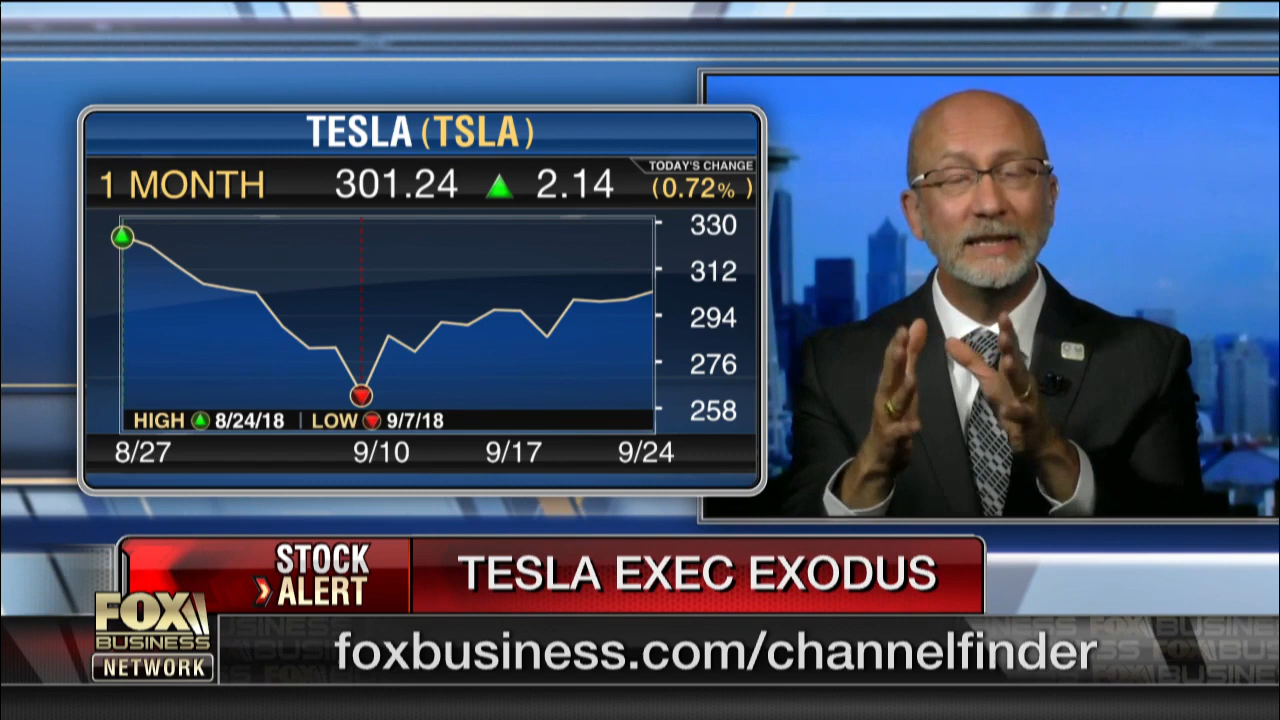 TESLA (TSLA)
1 MONTH 301.24 2.14
TODAY'S CHANGE
(0.72%)
330
312
294
276
258
HIGH 8/24/18 | LOW 9/7/18
8/27 9/10 9/17 9/24
STOCK
ALERT
TESLA EXEC EXODUS
FOX
BUSINESS
NETWORK
foxbusiness.com/channelfinder